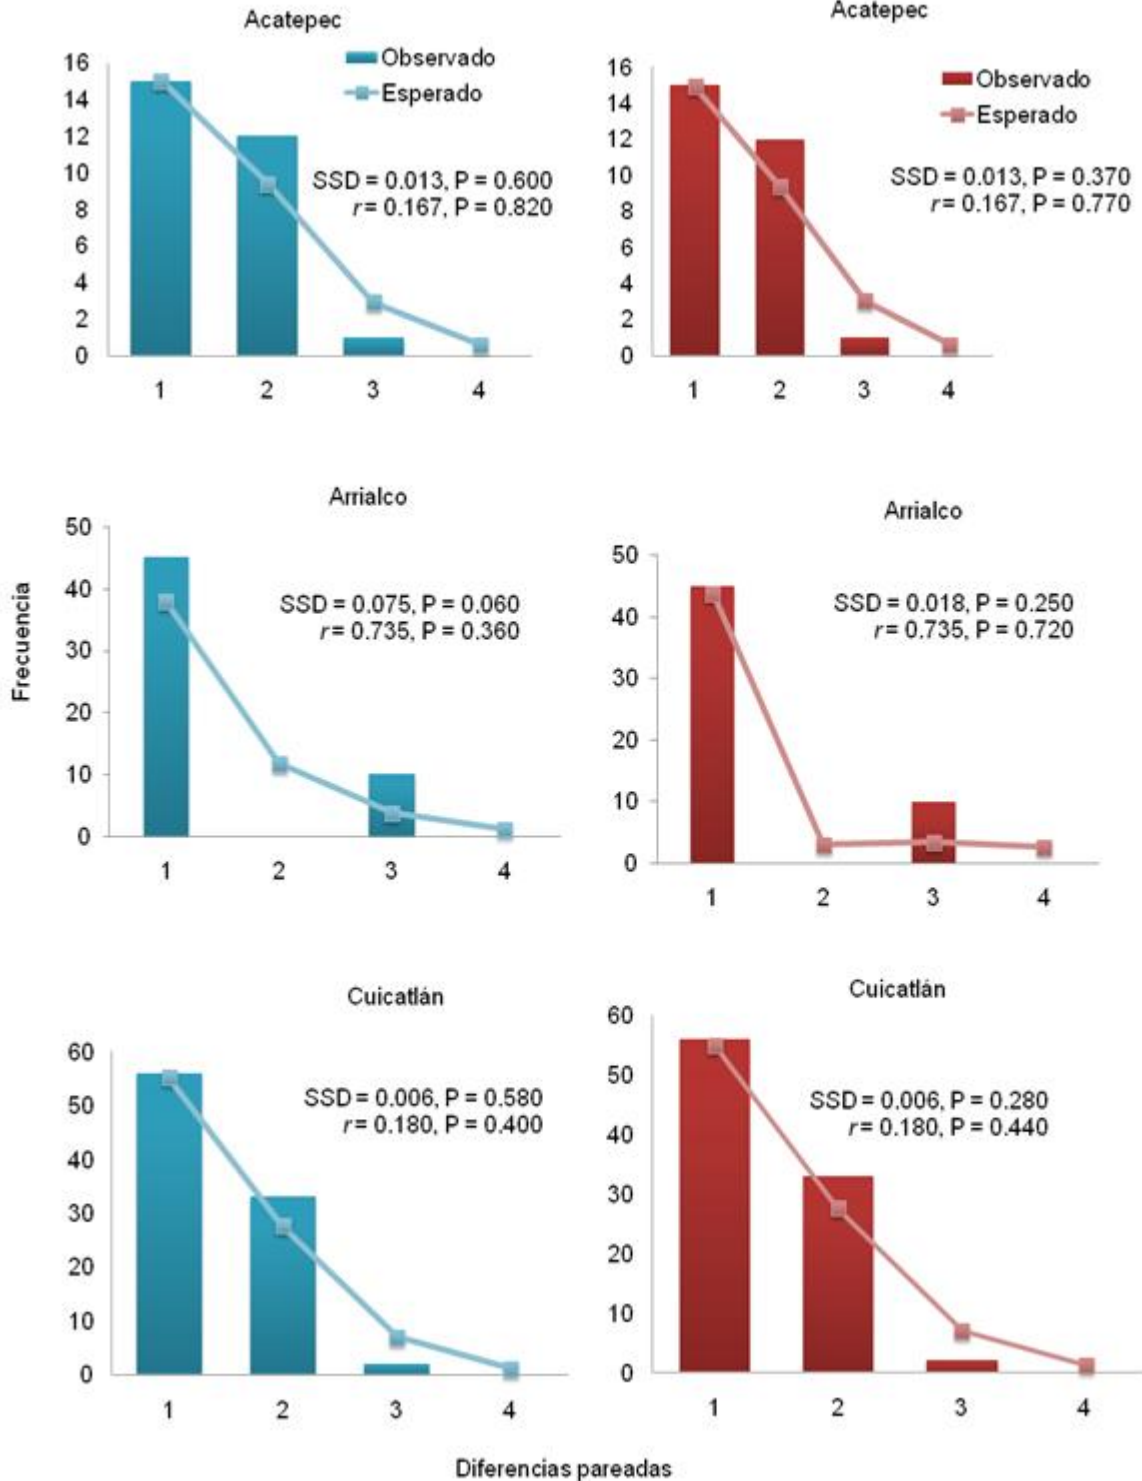 Acatepec
Observado
Esperado
16
14
12
10
8
6
4
2
0
SSD = 0.013, P = 0.600
r = 0.167, P = 0.820
1 2 3 4
Acatepec
Observado
Esperado
16
14
12
10
8
6
4
2
0
SSD = 0.013, P = 0.370
r = 0.167, P = 0.770
1 2 3 4
Frecuencia
Arrialco
50
40
30
20
10
0
SSD = 0.075, P = 0.060
r = 0.735, P = 0.360
1 2 3 4
Arrialco
50
40
30
20
10
0
SSD = 0.018, P = 0.250
r = 0.735, P = 0.720
1 2 3 4
Cuicatlán
60
50
40
30
20
10
0
SSD = 0.006, P = 0.580
r = 0.180, P = 0.400
1 2 3 4
Cuicatlán
60
50
40
30
20
10
0
SSD = 0.006, P = 0.280
r = 0.180, P = 0.440
1 2 3 4
Diferencias pareadas